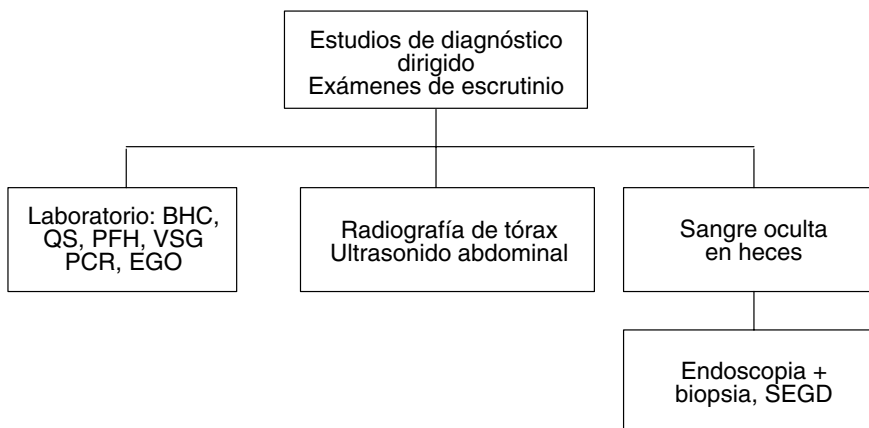 Estudios de diagnóstico
dirigido
Exámenes de escrutinio
Laboratorio: BHC,
QS, PFH, VSG
PCR, EGO
Radiografía de tórax
Ultrasonido abdominal
Sangre oculta
en heces
Endoscopia +
biopsia, SEGD